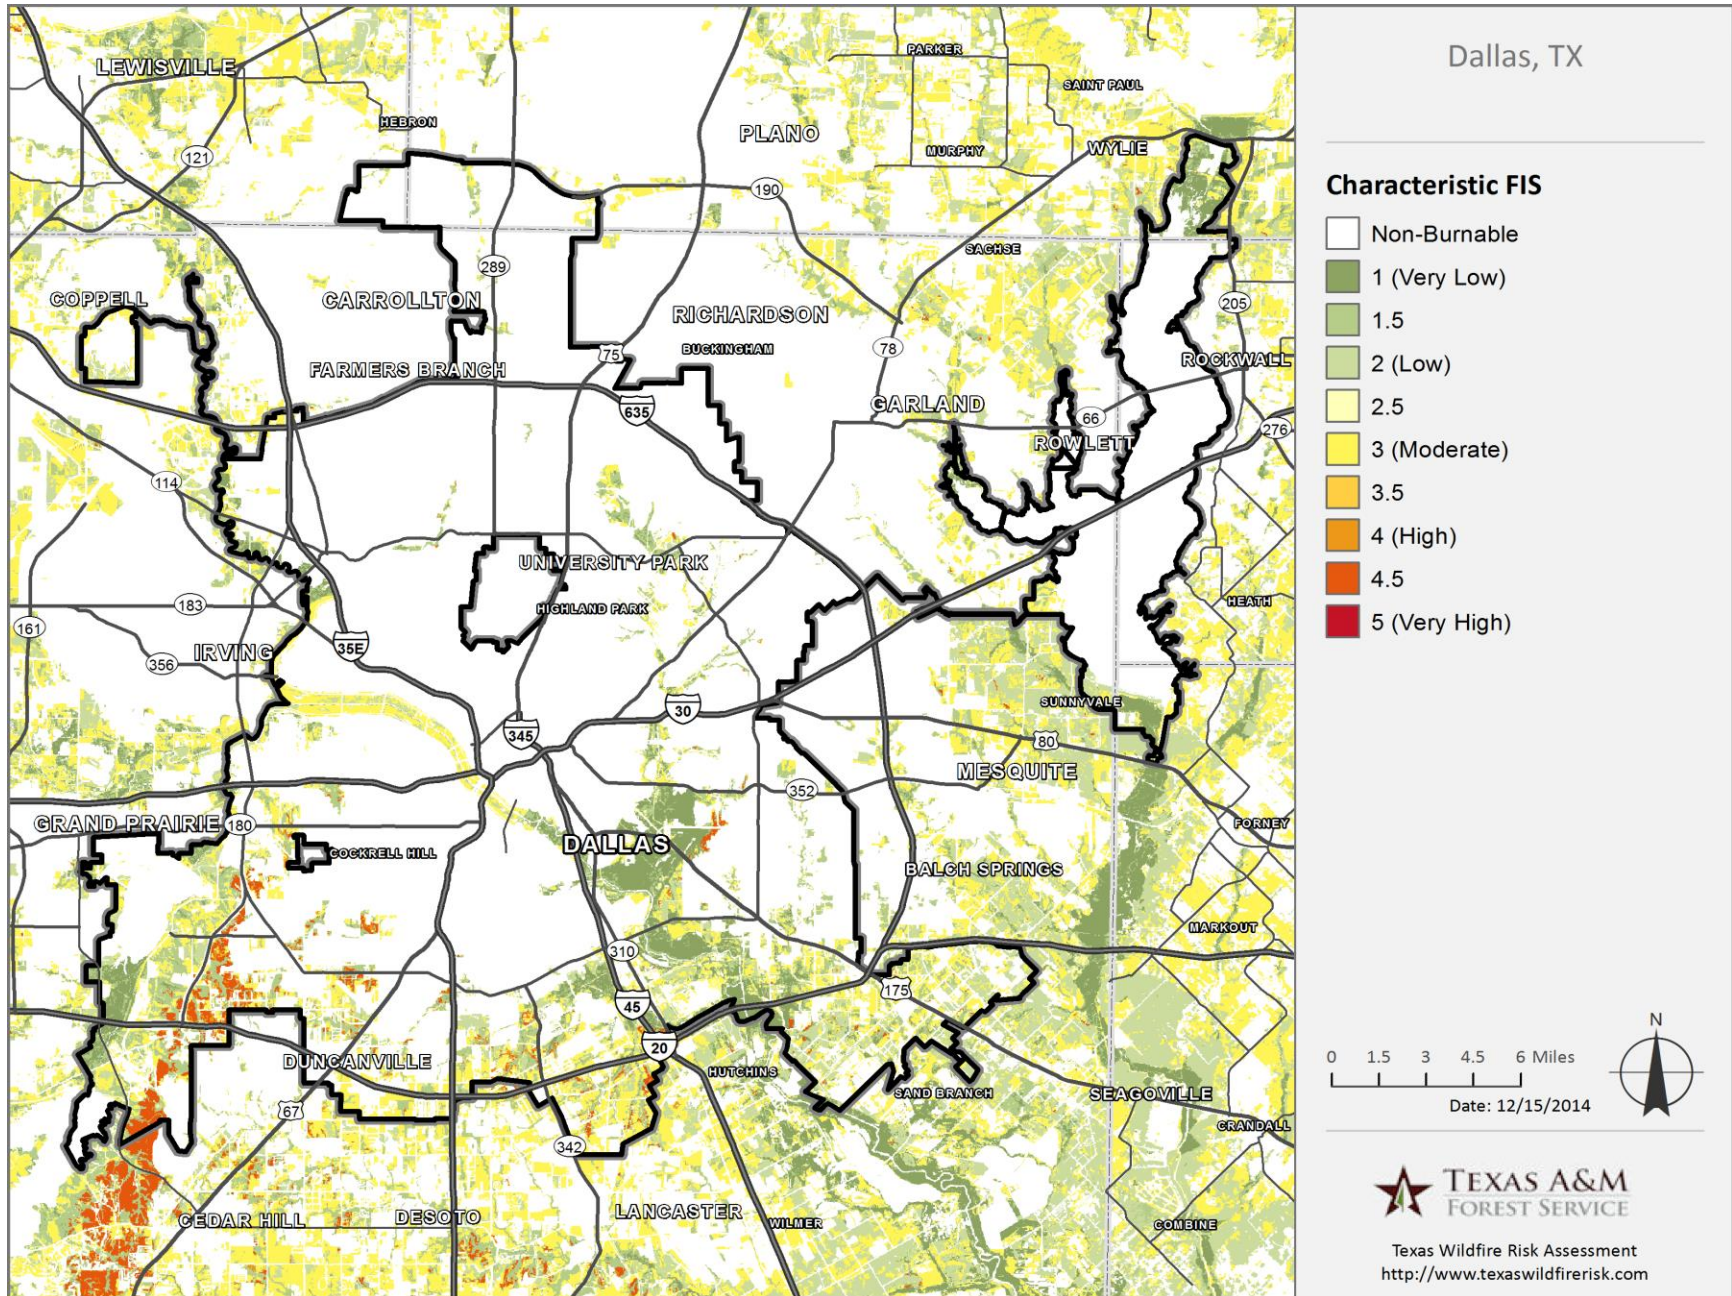 LEWISVILLE
PARKER
SAINT PAUL
HEBRON
PLANO
WYLIE
MURPHY
121
190
SACHSE
289
COPPELL
CARROLLTON
RICHARDSON
205
75
BUCKINGHAM
78
ROCKWALL
FARMERS BRANCH
635
GARLAND
66
276
ROWLETT
114
UNIVERSITY PARK
183
HIGHLAND PARK
HEATH
161
35E
IRVING
356
30
SUNNYVALE
345
80
MESQUITE
352
GRAND PRAIRIE
180
FORNEY
DALLAS
COCKRELL HILL
BALCH SPRINGS
MARKOUT
310
175
45
20
DUNCANVILLE
HUTCHINS
SAND BRANCH
SEAGOVILLE
67
CRANDALL
342
CEDAR HILL
DESOTO
LANCASTER
WILMER
COMBINE
Dallas, TX
Characteristic FIS
Non-Burnable
1 (Very Low)
1.5
2 (Low)
2.5
3 (Moderate)
3.5
4 (High)
4.5
5 (Very High)
N
0 1.5 3 4.5 6 Miles
Date: 12/15/2014
TEXAS A&M
FOREST SERVICE
Texas Wildfire Risk Assessment
http://www.texaswildfirerisk.com